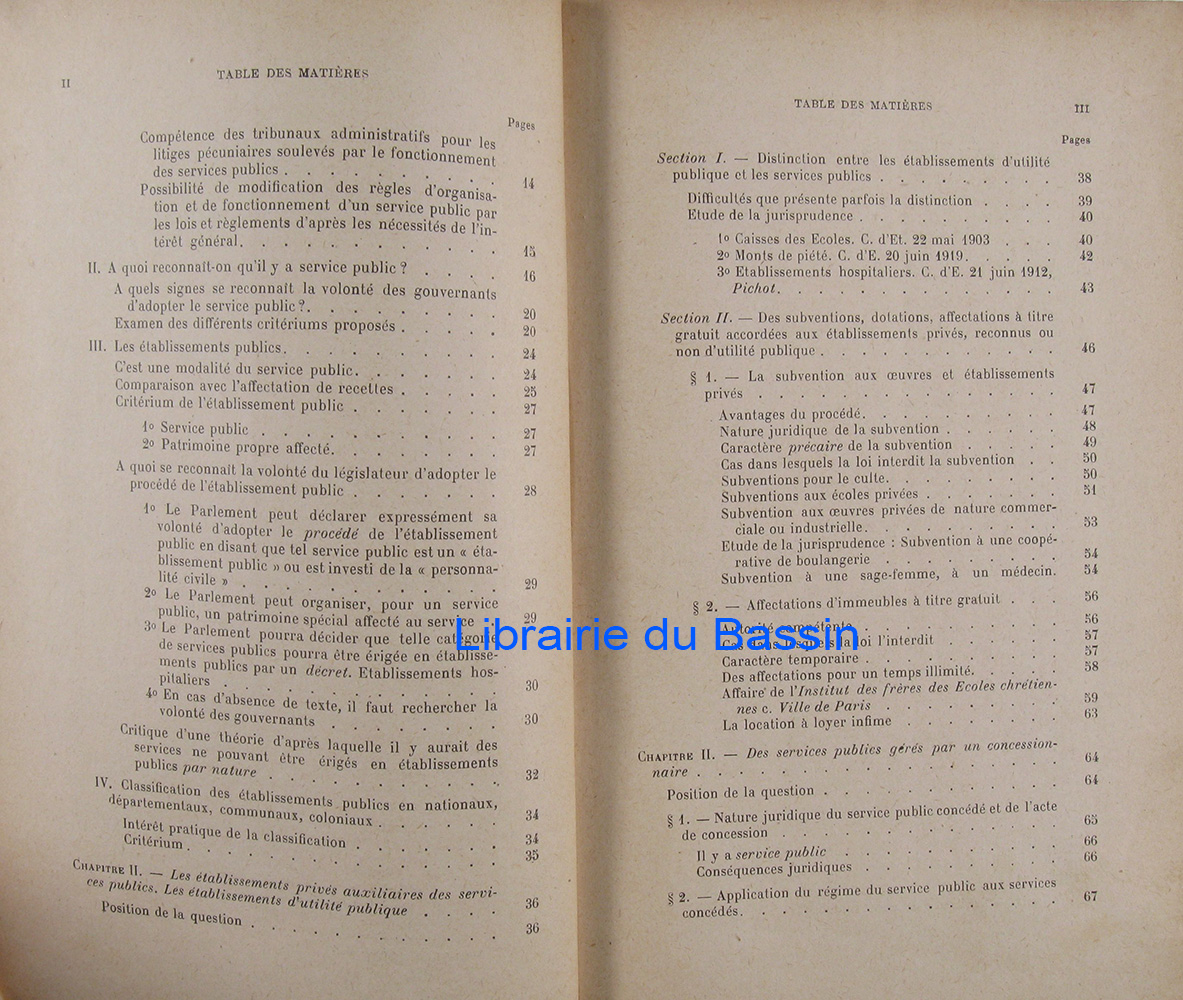 II
TABLE DES MATIÈRES
Pages
Compétence des tribunaux administratifs pour les
litiges pécuniaires soulevés par le fonctionnement
des services publics . . . . . . . . . 14
Possibilité de modification des règles d'organisa-
tion et de fonctionnement d'un service public par
les lois et règlements d'après les nécessités de l'in-
térêt général. . . . . . . . . . . . 15
II. A quoi reconnaît-on qu'il y a service public ? . . . . 16
A quels signes se reconnaît la volonté des gouvernants
d'adopter le service public ?. . . . . . . . 20
Examen des différents critériums proposés . . . . . 20
III. Les établissements publics. . . . . . . . . . 24
C'est une modalité du service public. . . . . . . 24
Comparaison avec l'affectation de recettes . . . . . 25
Critérium de l'établissement public . . . . . . . 27
1º Service public . . . . . . . . . . . 27
2º Patrimoine propre affecté. . . . . . . . 27
A quoi se reconnaît la volonté du législateur d'adopter le
procédé de l'établissement public . . . . . . . 28
1º Le Parlement peut déclarer expressément sa
volonté d'adopter le procédé de l'établissement
public en disant que tel service public est un « éta-
blissement public » ou est investi de la « personna-
lité civile » . . . . . . . . . . . . 29
2º Le Parlement peut organiser, pour un service
public, un patrimoine spécial affecté au service . 29
3º Le Parlement pourra décider que telle catégorie
de services publics pourra être érigée en établisse-
ments publics par un décret. Etablissements hos-
pitaliers . . . . . . . . . . . . . 30
4º En cas d'absence de texte, il faut rechercher la
volonté des gouvernants . . . . . . . . 30
Critique d'une théorie d'après laquelle il y aurait des
services ne pouvant être érigés en établissements
publics par nature . . . . . . . . . . . 32
IV. Classification des établissements publics en nationaux,
départementaux, communaux, coloniaux . . . . . . 34
Intérêt pratique de la classification . . . . . . . 34
Critérium . . . . . . . . . . . . . . 35
CHAPITRE II. — Les établissements privés auxiliaires des servi-
ces publics. Les établissements d'utilité publique . . . . 36
Position de la question . . . . . . . . . . . 36
TABLE DES MATIÈRES
III
Pages
Section I. — Distinction entre les établissements d'utilité
publique et les services publics . . . . . . . . . 38
Difficultés que présente parfois la distinction . . . . 39
Etude de la jurisprudence . . . . . . . . . . 40
1º Caisses des Ecoles. C. d'Et. 22 mai 1903 . . . 40
2º Monts de piété. C. d'E. 20 juin 1919. . . . . 42
3º Etablissements hospitaliers. C. d'E. 21 juin 1912,
Pichot. . . . . . . . . . . . . . 43
Section II. — Des subventions, dotations, affectations à titre
gratuit accordées aux établissements privés, reconnus ou
non d'utilité publique . . . . . . . . . . . . 46
§ 1. — La subvention aux œuvres et établissements
privés . . . . . . . . . . . . . . . 47
Avantages du procédé. . . . . . . . . . 47
Nature juridique de la subvention . . . . . . 48
Caractère précaire de la subvention . . . . . 49
Cas dans lesquels la loi interdit la subvention . . 50
Subventions pour le culte. . . . . . . . . 50
Subventions aux écoles privées . . . . . . . 51
Subvention aux œuvres privées de nature commer-
ciale ou industrielle. . . . . . . . . . 53
Etude de la jurisprudence : Subvention à une coopé-
rative de boulangerie . . . . . . . . . 54
Subvention à une sage-femme, à un médecin. 54
§ 2. — Affectations d'immeubles à titre gratuit . . . 56
Autorité compétente . . . . . . . . . . 56
Cas dans lesquels la loi l'interdit . . . . . . 57
Caractère temporaire . . . . . . . . . . 57
Des affectations pour un temps illimité. . . . . 58
Affaire de l'Institut des frères des Ecoles chrétien-
nes c. Ville de Paris . . . . . . . . . 59
La location à loyer infime . . . . . . . . 63
CHAPITRE II. — Des services publics gérés par un concession-
naire . . . . . . . . . . . . . . . . . 64
Position de la question . . . . . . . . . . . 64
§ 1. — Nature juridique du service public concédé et de l'acte
de concession . . . . . . . . . . . . . 65
Il y a service public . . . . . . . . . . 66
Conséquences juridiques . . . . . . . . . 66
§ 2. — Application du régime du service public aux services
concédés. . . . . . . . . . . . . . . 67
Librairie du Bassin